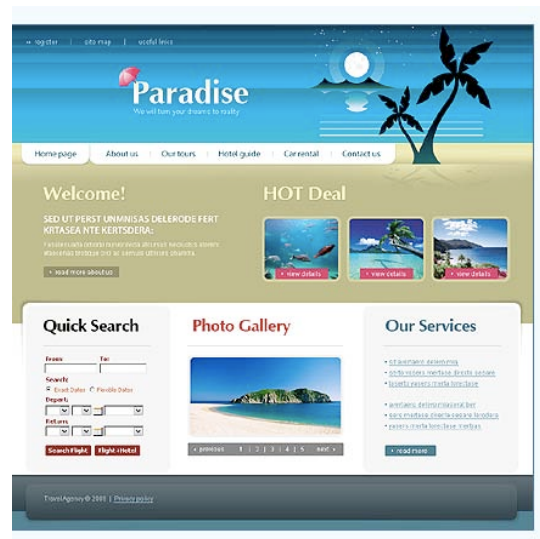 register | site map | useful links
Paradise
We will turn your dreams to reality
Home page | About us | Our tours | Hotel guide | Car rental | Contact us
Welcome!
SED UT PERST UNMNISAS DELERODE FERT
KRTASEA NTE KERTSDERA:
read more about us
HOT Deal
view details view details view details
Quick Search
From: To:
Search:
Exact Dates Flexible Dates
Depart:
Return:
Search Flight Flight+Hotel
Photo Gallery
previous 1 | 2 | 3 | 4 | 5 next
Our Services
read more
Travel Agency © 2006 | Privacy policy